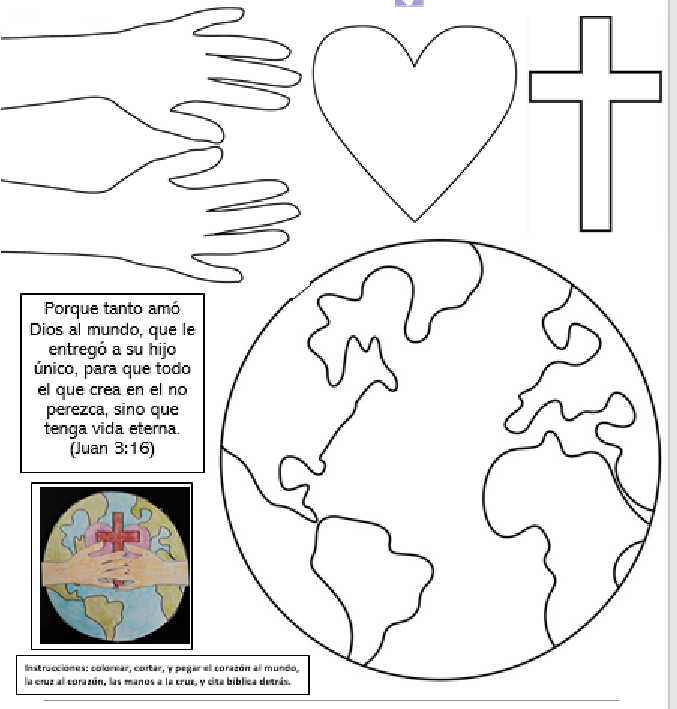 Porque tanto amó
Dios al mundo, que le
entregó a su hijo
único, para que todo
el que crea en el no
perezca, sino que
tenga vida eterna.
(Juan 3:16)
Instrucciones: colorear, cortar, y pegar el corazón al mundo,
la cruz al corazón, las manos a la cruz, y cita bíblica detrás.